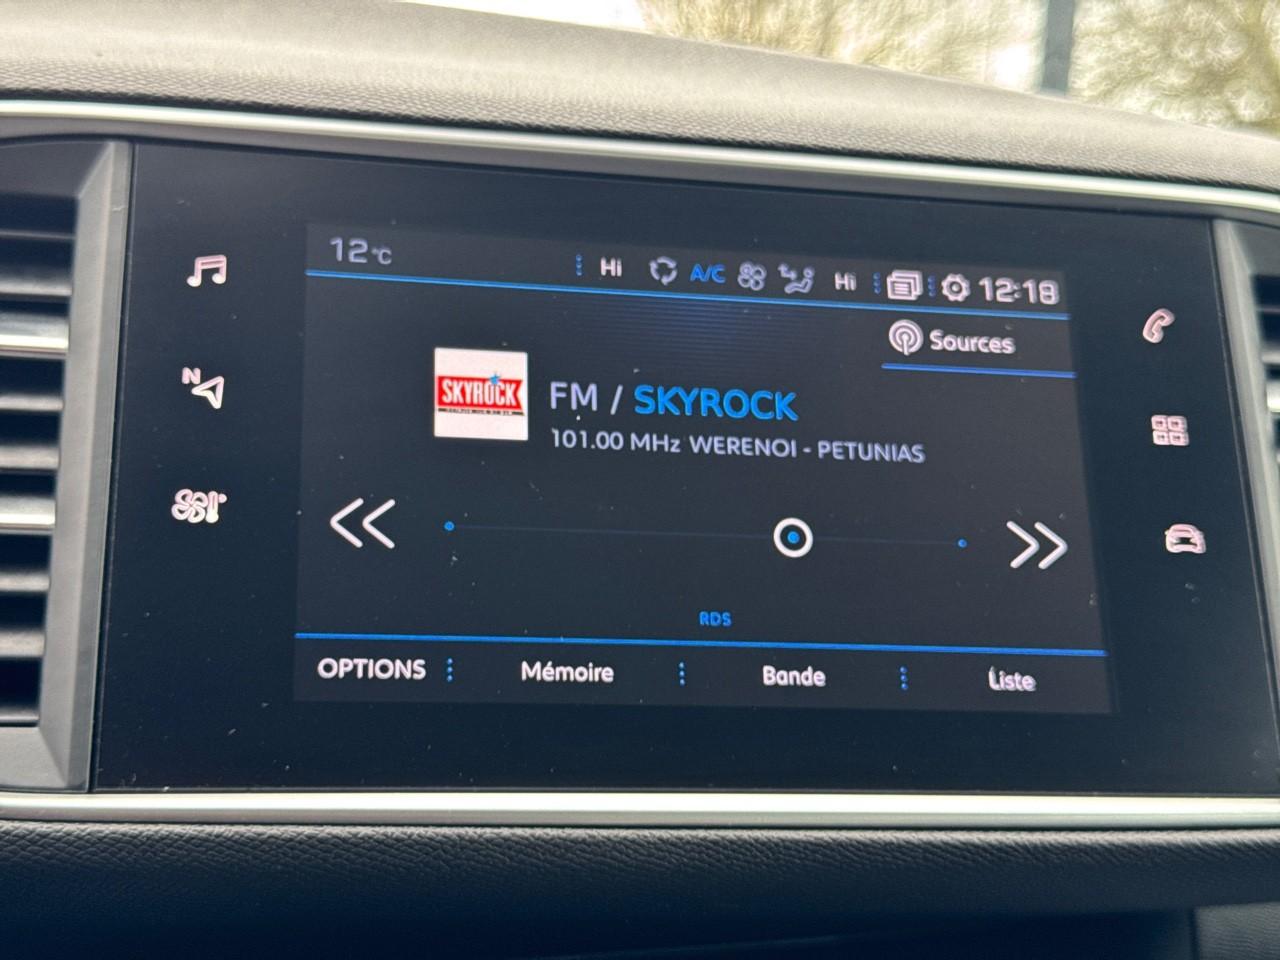 12°C
Hi A/C Hi 12:18
Sources
SKYROCK
FM / SKYROCK
101.00 MHz WERENOI - PETUNIAS
N
RDS
OPTIONS Mémoire Bande Liste